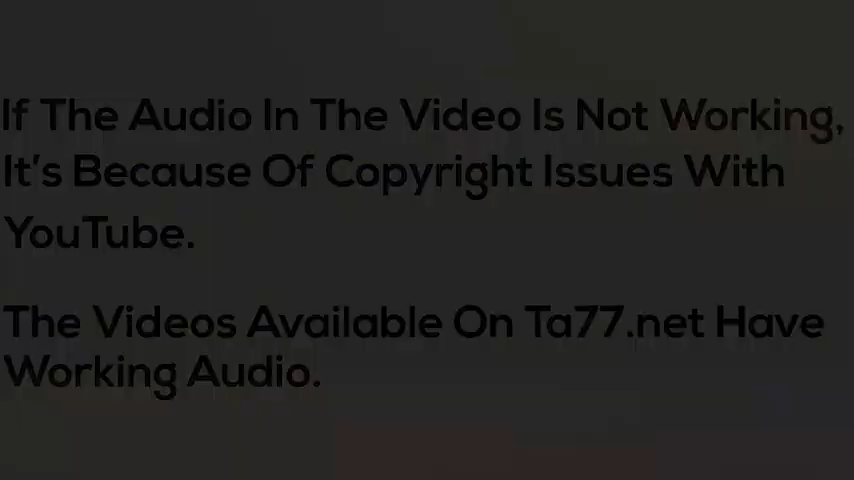 If The Audio In The Video Is Not Working,
It's Because Of Copyright Issues With
YouTube.
The Videos Available On Ta77.net Have
Working Audio.